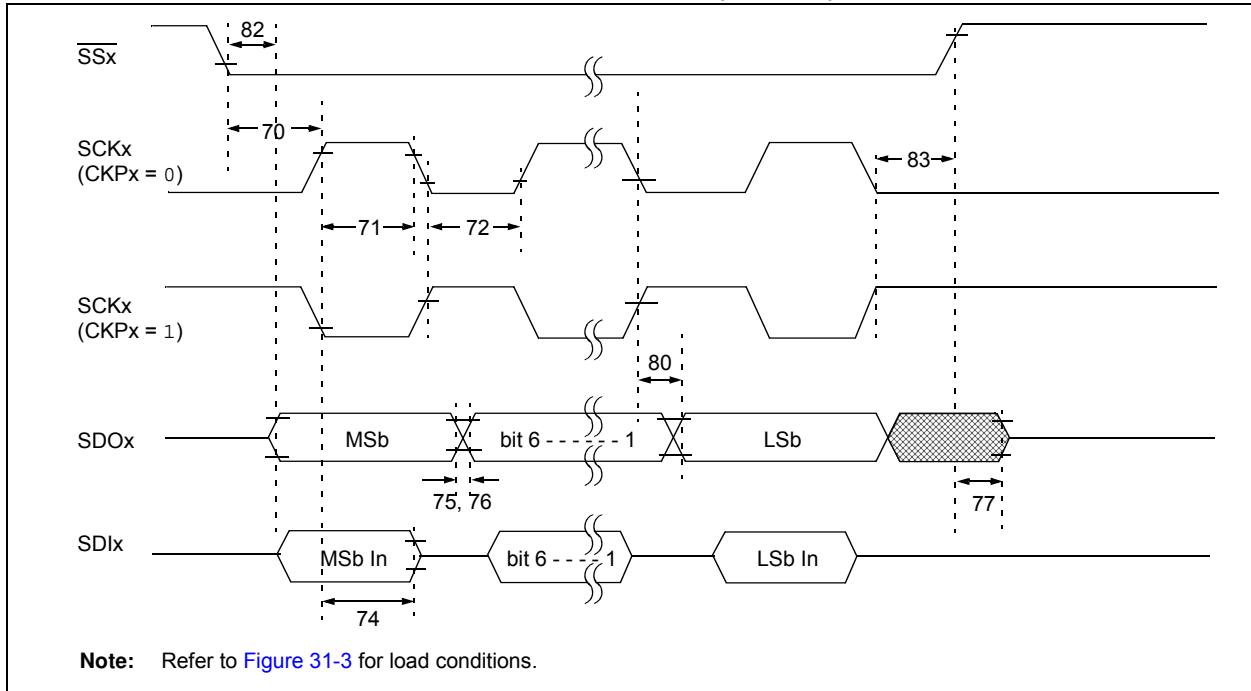 82
SSx
70
SCKx
(CKPx = 0)
83
71
72
SCKx
(CKPx = 1)
80
SDOx
MSb
bit 6 - - - - - - 1
LSb
75, 76
77
SDIx
MSb In
bit 6 - - - - 1
LSb In
74
Note: Refer to Figure 31-3 for load conditions.